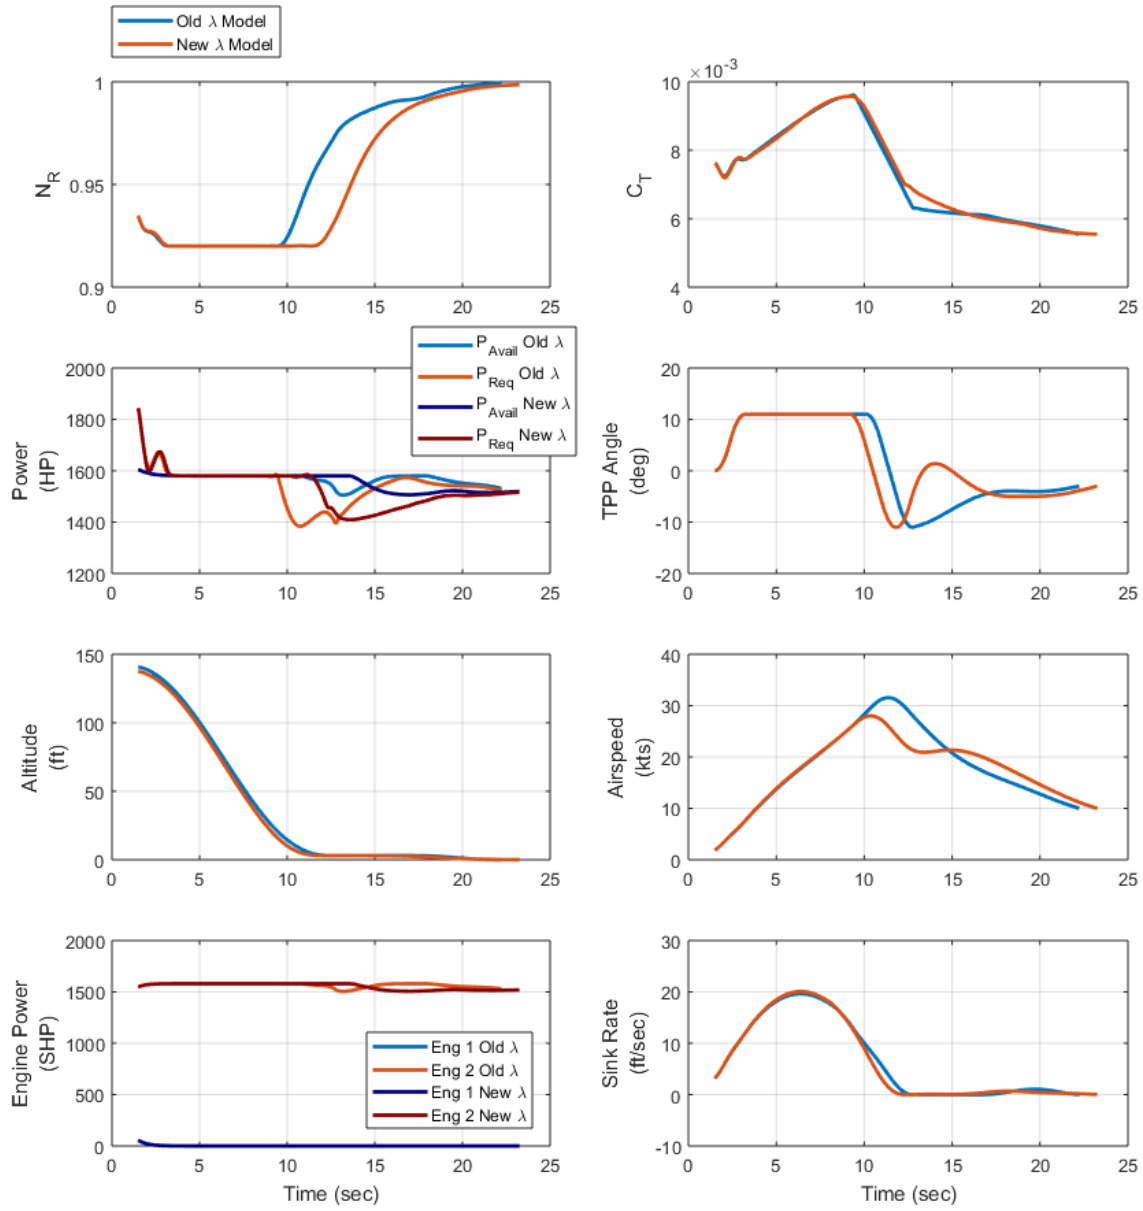 Old λ Model
New λ Model
1
0.95
0.9
N_R
0 5 10 15 20 25
× 10⁻³
10
8
6
4
C_T
0 5 10 15 20 25
P_Avail Old λ
P_Req Old λ
P_Avail New λ
P_Req New λ
2000
1800
1600
1400
1200
Power
(HP)
0 5 10 15 20 25
20
10
0
-10
-20
TPP Angle
(deg)
0 5 10 15 20 25
150
100
50
0
Altitude
(ft)
0 5 10 15 20 25
40
30
20
10
0
Airspeed
(kts)
0 5 10 15 20 25
2000
1500
1000
500
0
Engine Power
(SHP)
Eng 1 Old λ
Eng 2 Old λ
Eng 1 New λ
Eng 2 New λ
0 5 10 15 20 25
Time (sec)
30
20
10
0
-10
Sink Rate
(ft/sec)
0 5 10 15 20 25
Time (sec)